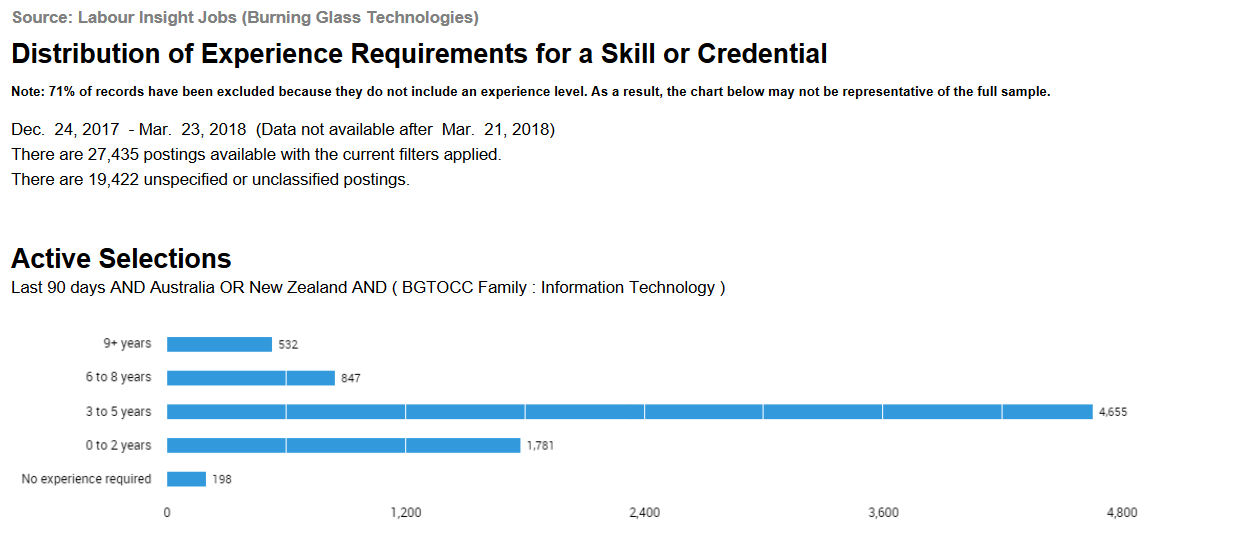 Source: Labour Insight Jobs (Burning Glass Technologies)
Distribution of Experience Requirements for a Skill or Credential
Note: 71% of records have been excluded because they do not include an experience level. As a result, the chart below may not be representative of the full sample.
Dec. 24, 2017 - Mar. 23, 2018 (Data not available after Mar. 21, 2018)
There are 27,435 postings available with the current filters applied.
There are 19,422 unspecified or unclassified postings.
Active Selections
Last 90 days AND Australia OR New Zealand AND ( BGTOCC Family : Information Technology )
9+ years 532
6 to 8 years 847
3 to 5 years 4,655
0 to 2 years 1,781
No experience required 198
0 1,200 2,400 3,600 4,800